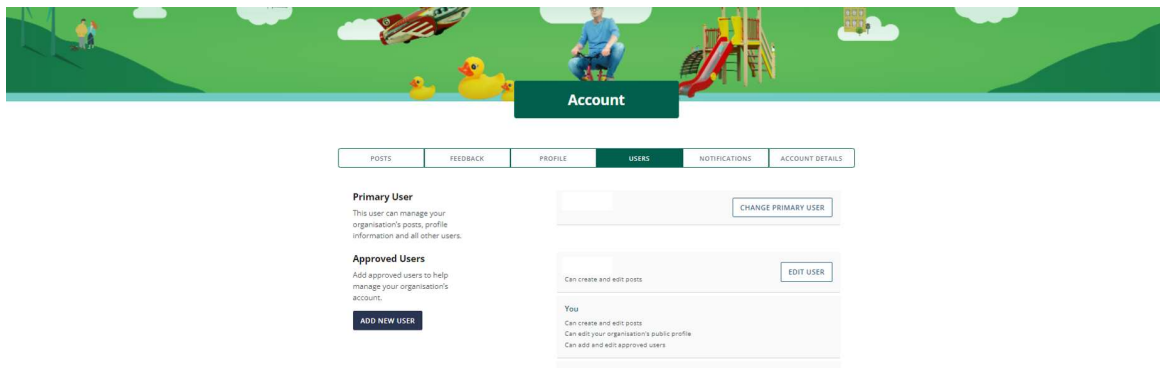 Account
POSTS
FEEDBACK
PROFILE
USERS
NOTIFICATIONS
ACCOUNT DETAILS
Primary User
This user can manage your
organisation's posts, profile
information and all other users.
CHANGE PRIMARY USER
Approved Users
Add approved users to help
manage your organisation's
account.
ADD NEW USER
Can create and edit posts
EDIT USER
You
Can create and edit posts
Can edit your organisation's public profile
Can add and edit approved users